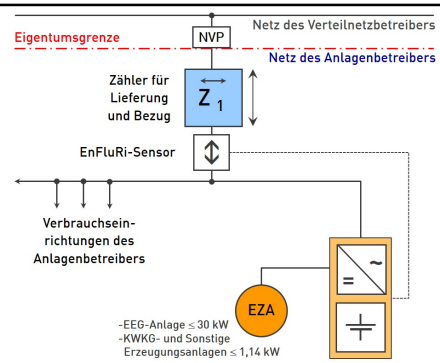 Netz des Verteilnetzbetreibers
Eigentumsgrenze
NVP
Netz des Anlagenbetreibers
Zähler für
Lieferung
und Bezug
Z 1
EnFluRi-Sensor
Verbrauchsein-
richtungen des
Anlagenbetreibers
~
=
EZA
-EEG-Anlage ≤ 30 kW
-KWKG- und Sonstige
Erzeugungsanlagen ≤ 1,14 kW